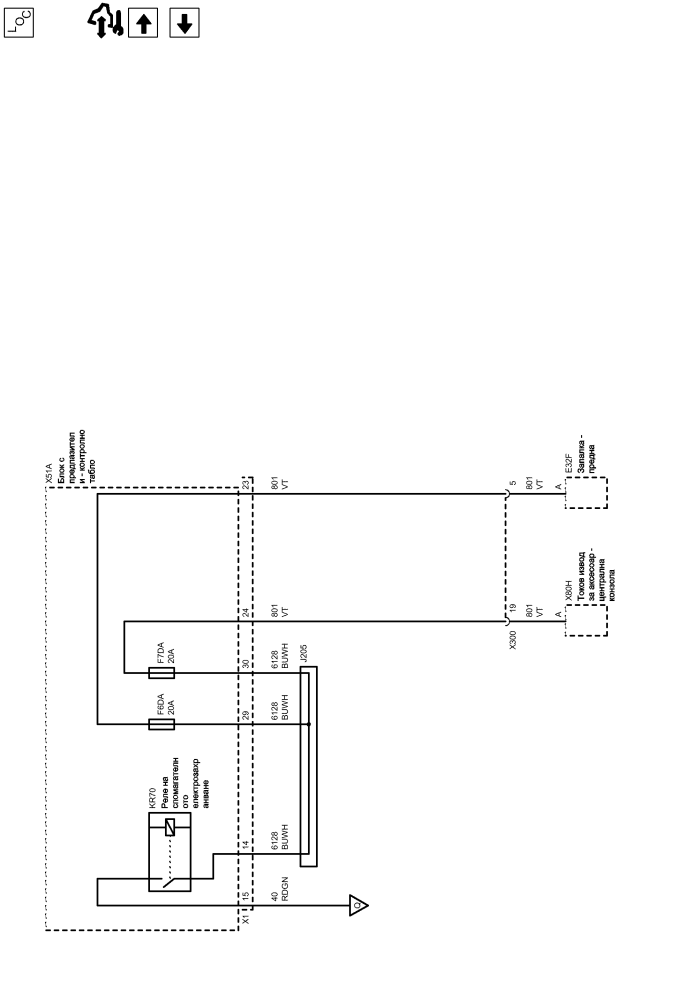 LOC
X51A
Блок с
предпазител
и - контролно
табло
KR70
Реле на
спомагателн
ото
електрозахр
анване
F6DA
20A
F7DA
20A
X1
15
14
29
30
24
23
40
RDGN
6128
BUWH
6128
BUWH
6128
BUWH
801
VT
801
VT
J205
Q
X300
19
5
801
VT
801
VT
A
A
X80H
Токов извод
за аксесоар -
централна
конзола
E32F
Запалка -
предна